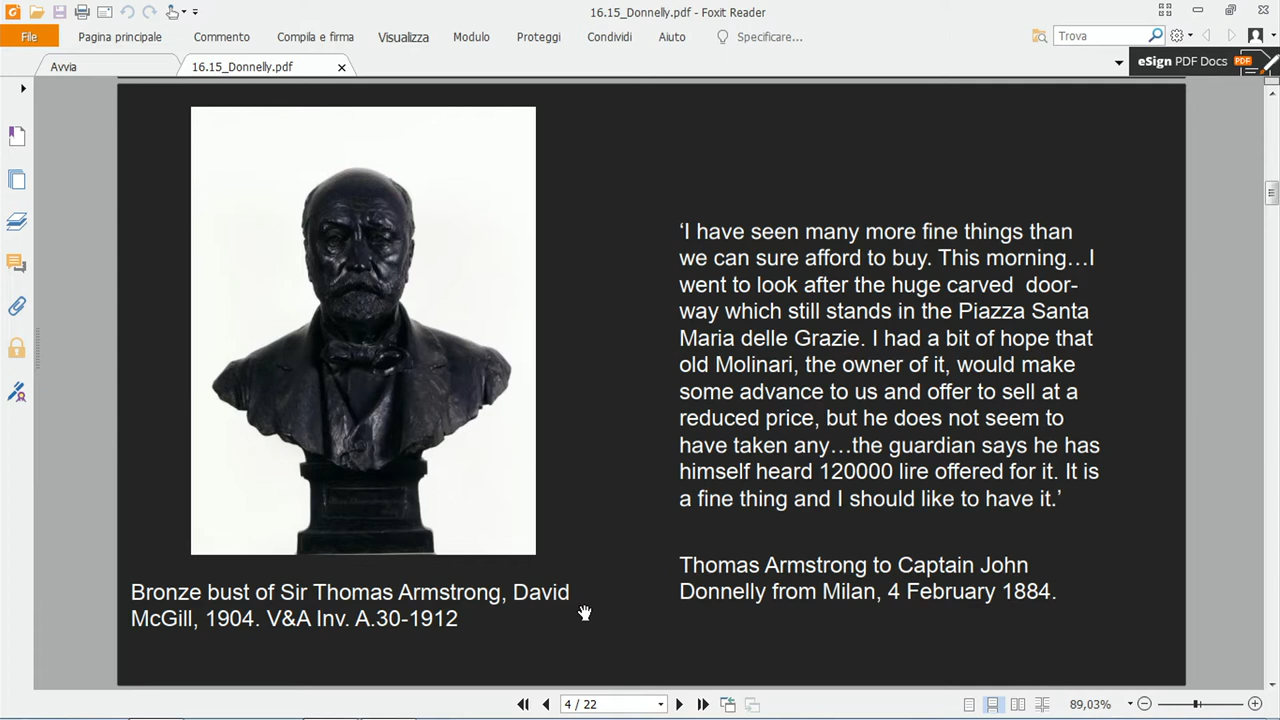 16.15_Donnelly.pdf - Foxit Reader
File Pagina principale Commento Compila e firma Visualizza Modulo Proteggi Condividi Aiuto Specificare... Trova
Avvia 16.15_Donnelly.pdf eSign PDF Docs PDF
‘I have seen many more fine things than
we can sure afford to buy. This morning…I
went to look after the huge carved door-
way which still stands in the Piazza Santa
Maria delle Grazie. I had a bit of hope that
old Molinari, the owner of it, would make
some advance to us and offer to sell at a
reduced price, but he does not seem to
have taken any…the guardian says he has
himself heard 120000 lire offered for it. It is
a fine thing and I should like to have it.’
Thomas Armstrong to Captain John
Donnelly from Milan, 4 February 1884.
Bronze bust of Sir Thomas Armstrong, David
McGill, 1904. V&A Inv. A.30-1912
4 / 22 89,03%